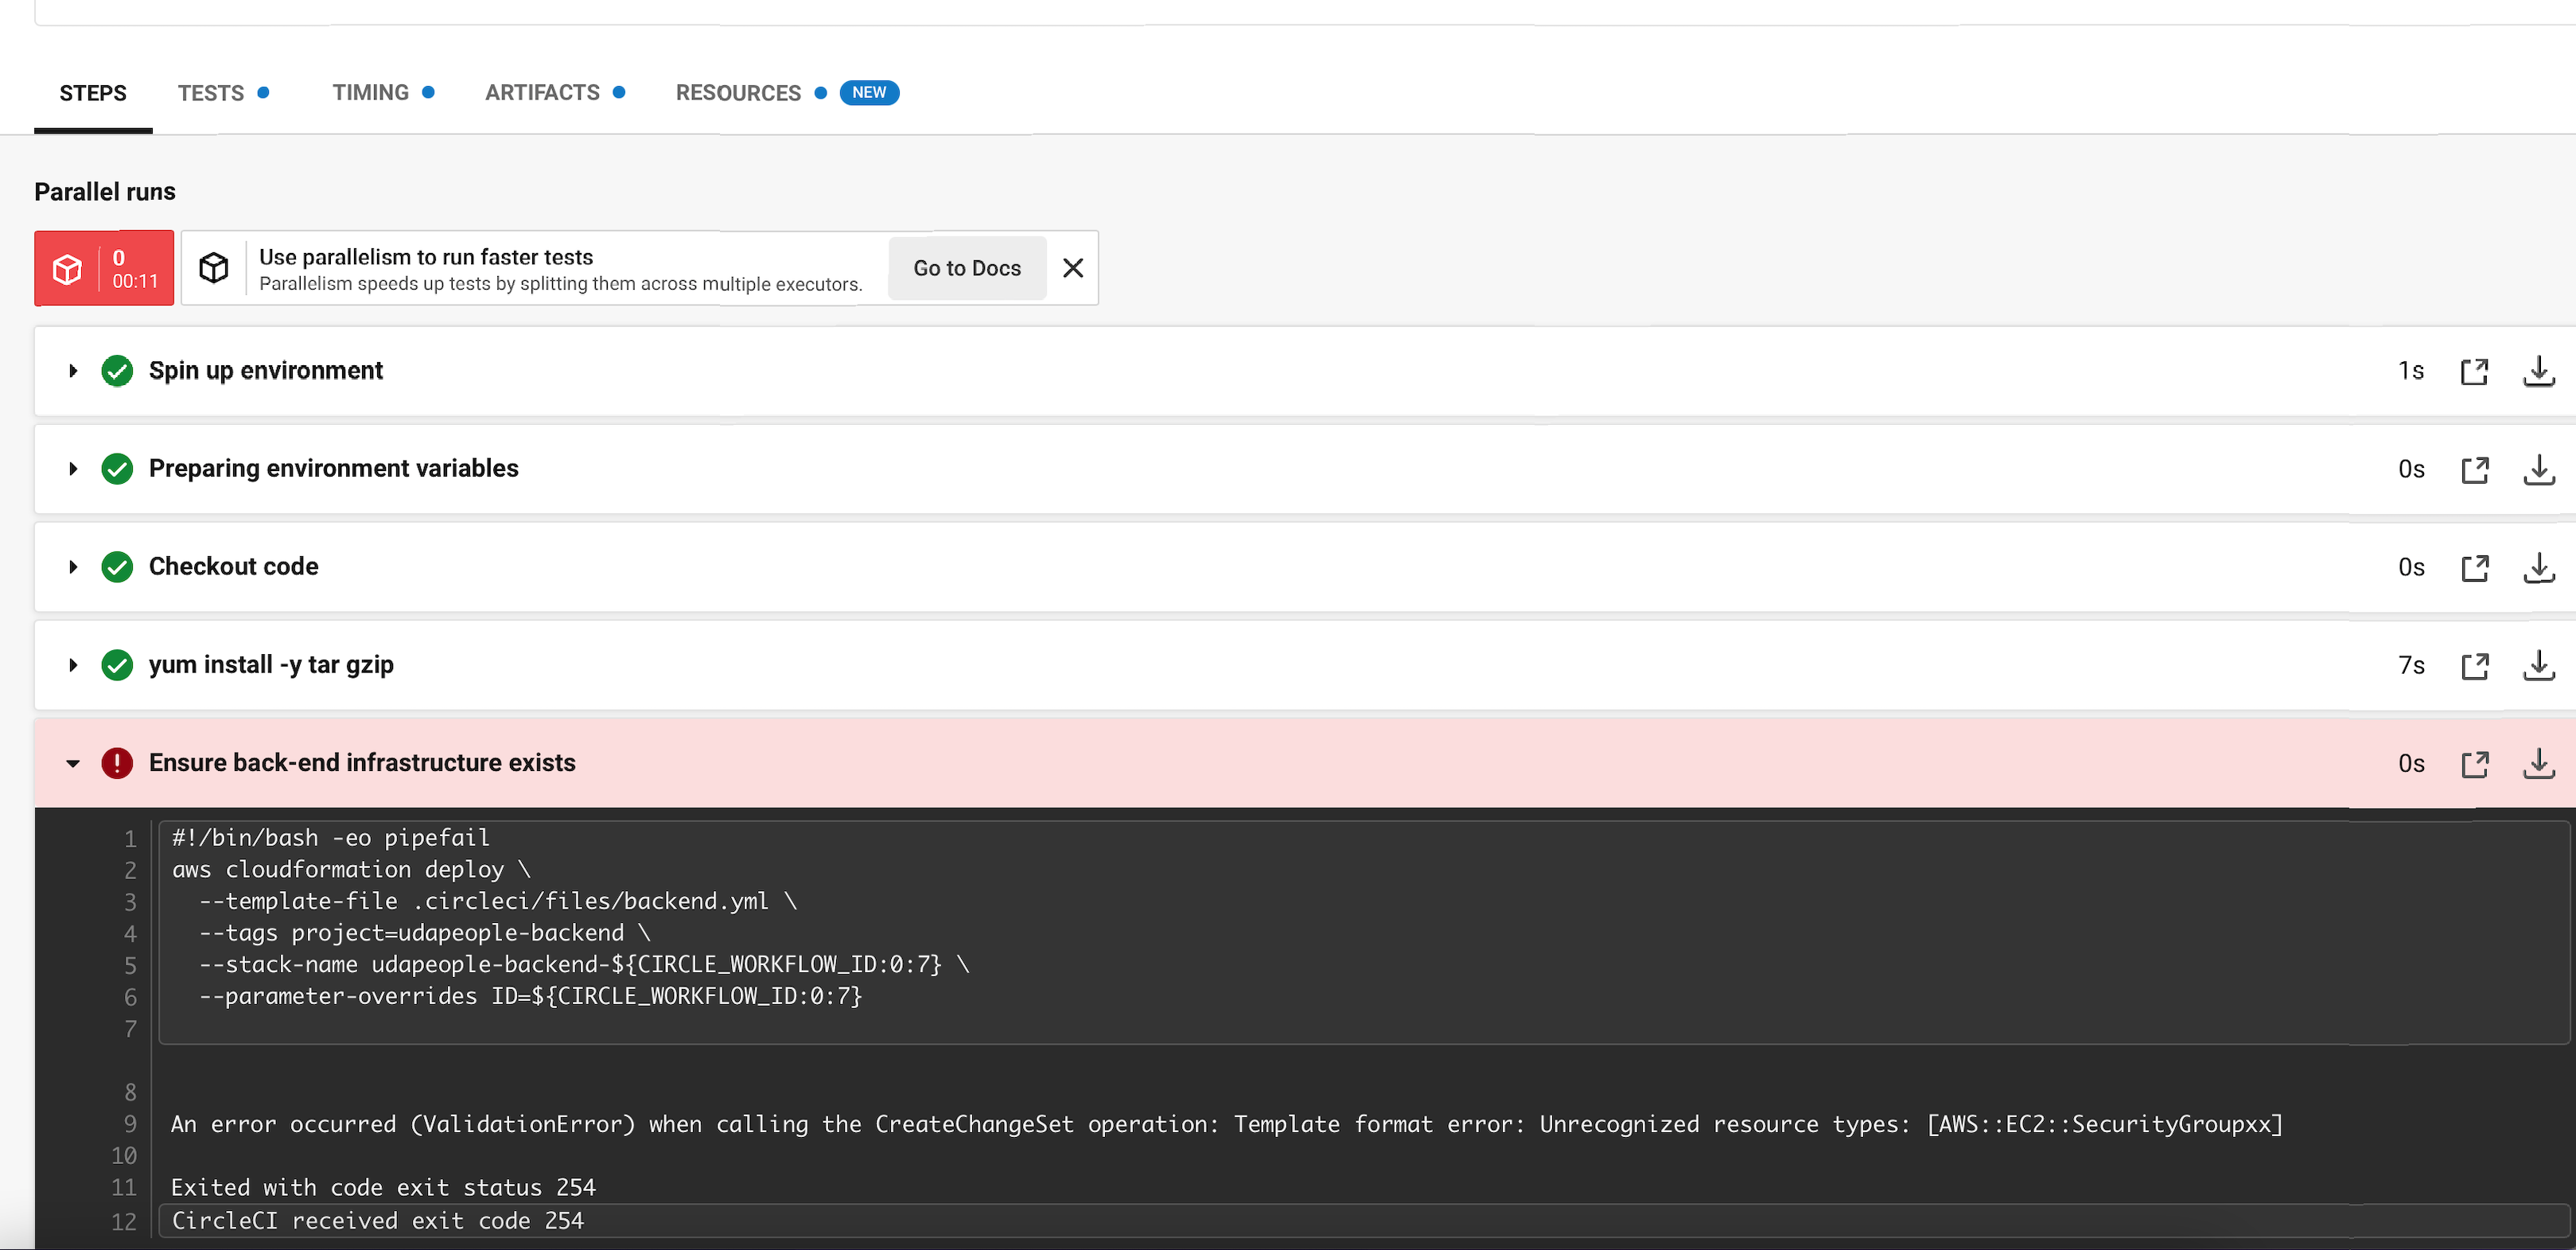 STEPS TESTS TIMING ARTIFACTS RESOURCES NEW
Parallel runs
0
00:11
Use parallelism to run faster tests
Parallelism speeds up tests by splitting them across multiple executors.
Go to Docs
Spin up environment 1s
Preparing environment variables 0s
Checkout code 0s
yum install -y tar gzip 7s
Ensure back-end infrastructure exists 0s
1 #!/bin/bash -eo pipefail
2 aws cloudformation deploy \
3   --template-file .circleci/files/backend.yml \
4   --tags project=udapeople-backend \
5   --stack-name udapeople-backend-${CIRCLE_WORKFLOW_ID:0:7} \
6   --parameter-overrides ID=${CIRCLE_WORKFLOW_ID:0:7}
7
8
9 An error occurred (ValidationError) when calling the CreateChangeSet operation: Template format error: Unrecognized resource types: [AWS::EC2::SecurityGroupxx]
10
11 Exited with code exit status 254
12 CircleCI received exit code 254